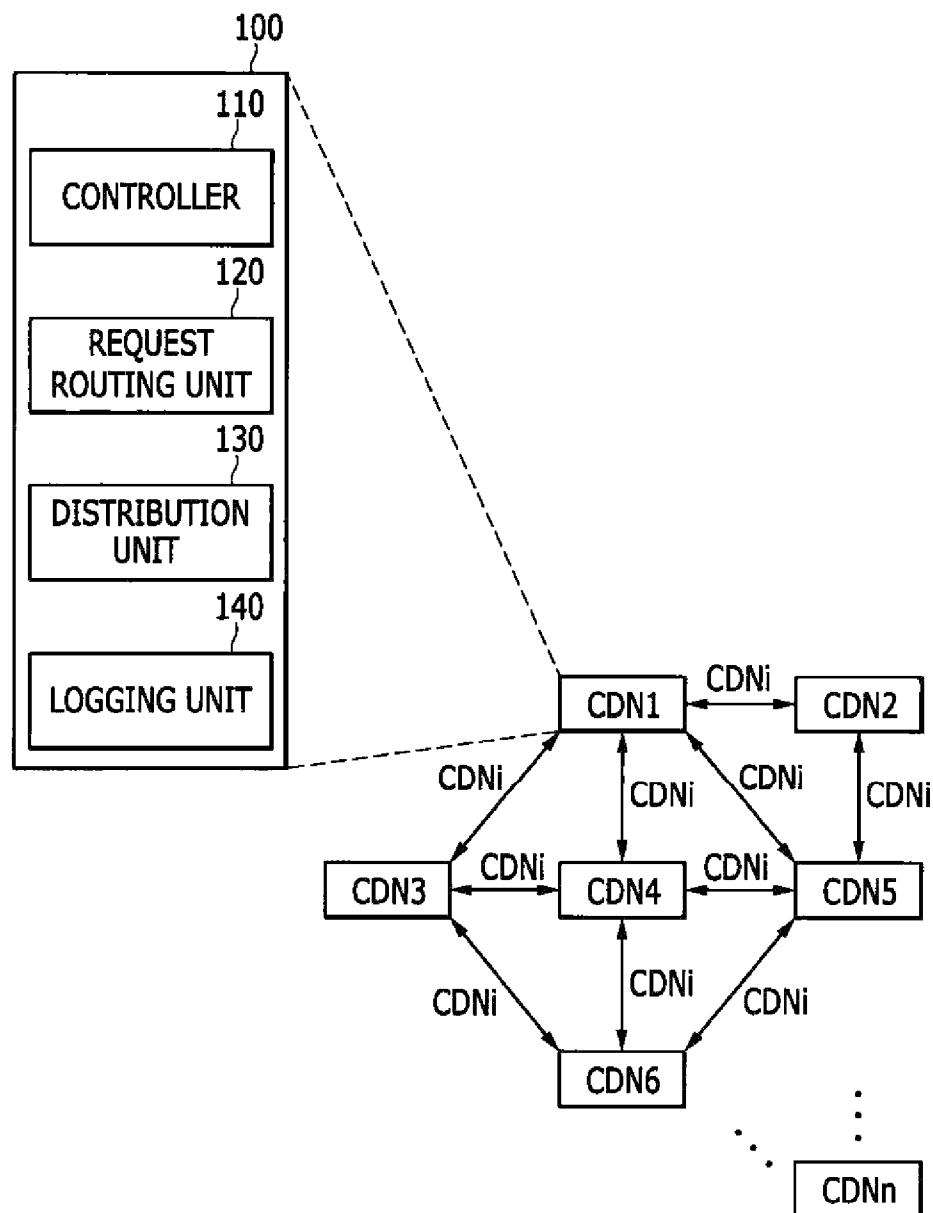 100
110
CONTROLLER
120
REQUEST
ROUTING UNIT
130
DISTRIBUTION
UNIT
140
LOGGING UNIT
CDN1
CDNi
CDN2
CDNi
CDNi
CDNi
CDNi
CDN3
CDNi
CDN4
CDNi
CDN5
CDNi
CDNi
CDNi
CDN6
CDNn